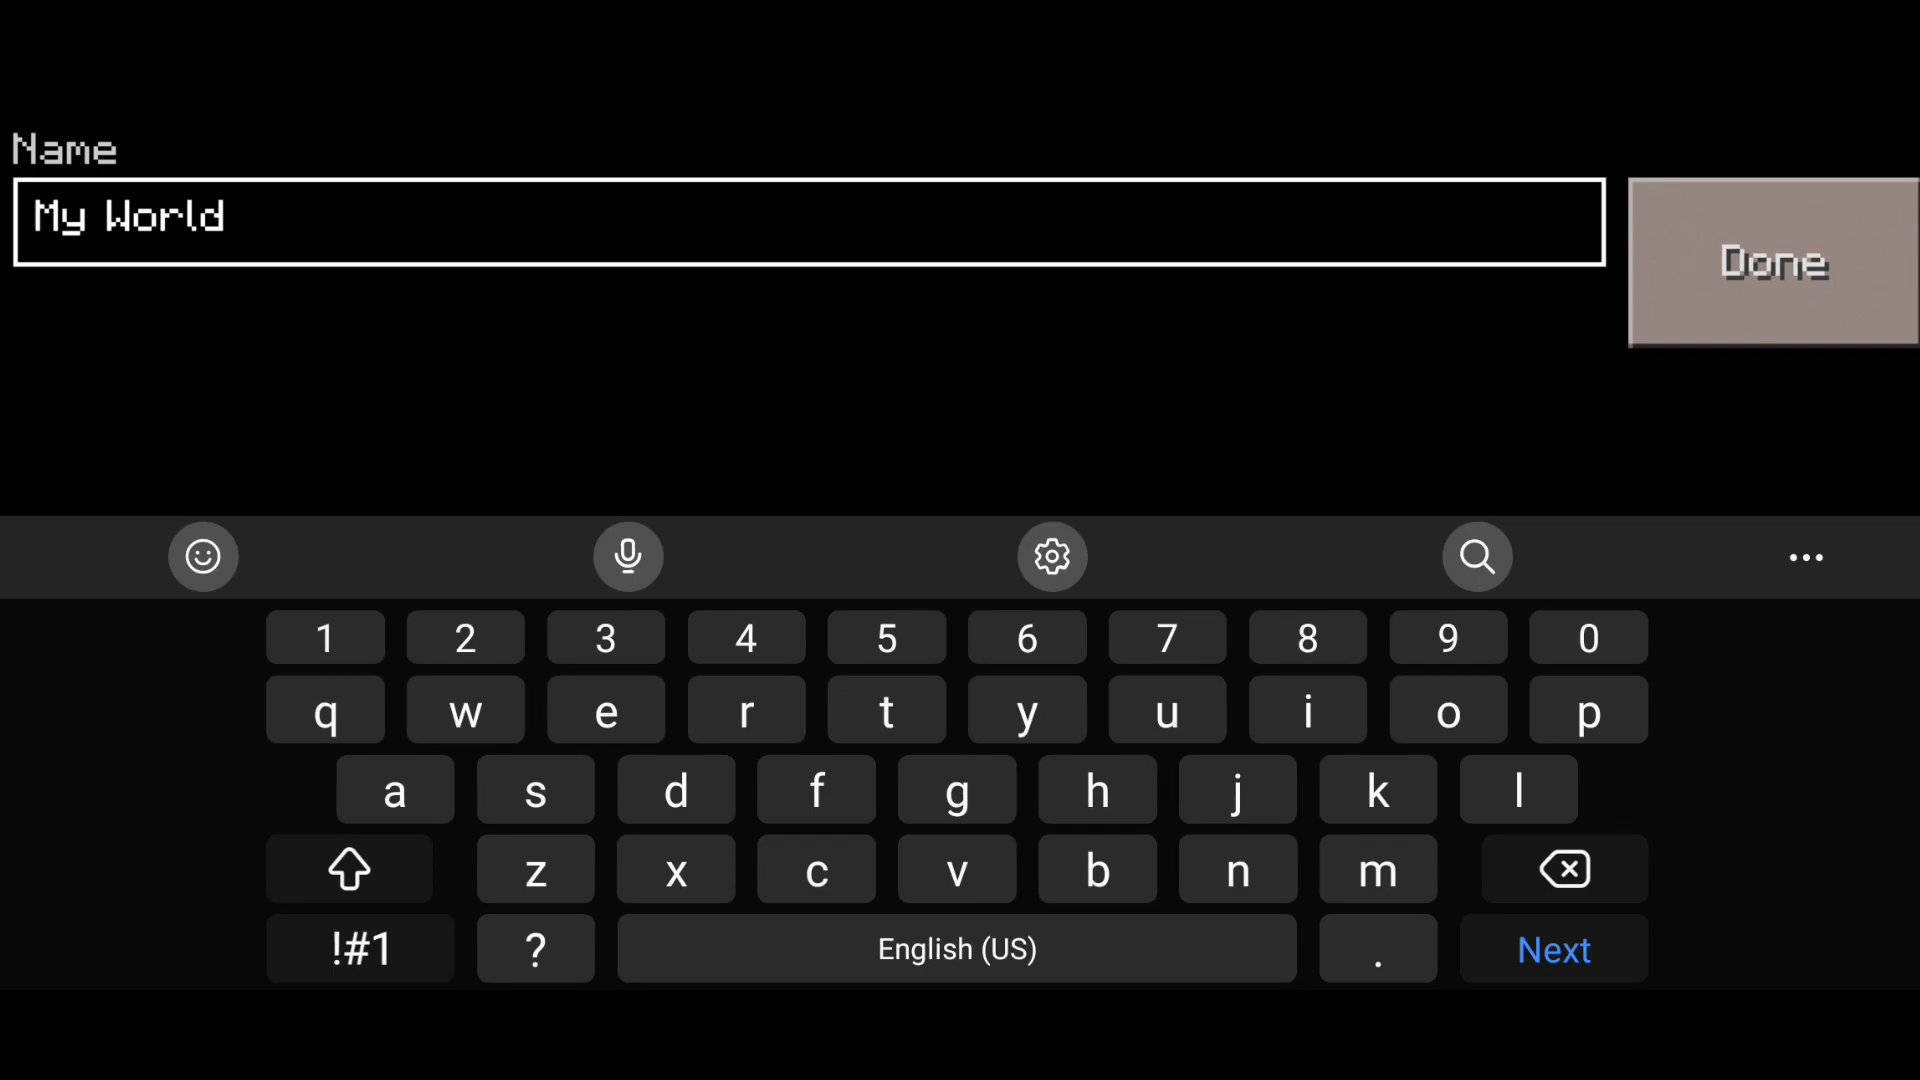 Name
My World
Done
1 2 3 4 5 6 7 8 9 0
q w e r t y u i o p
a s d f g h j k l
z x c v b n m
!#1 ? English (US) . Next